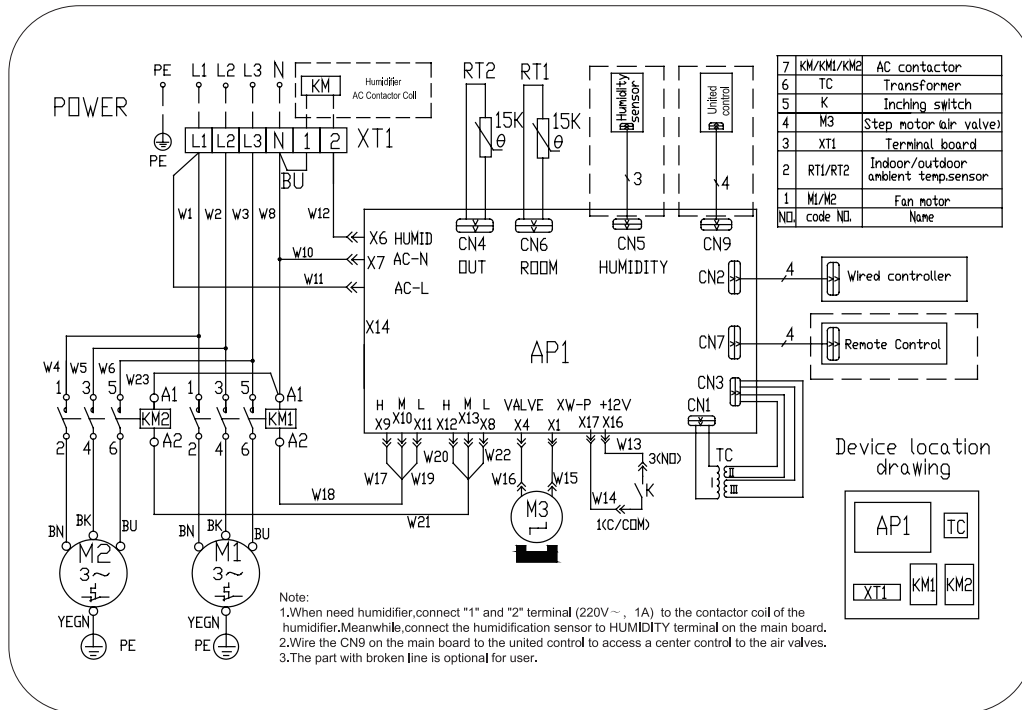 POWER
PE L1 L2 L3 N
KM
Humidifier
AC Contactor Coil
PE
L1 L2 L3 N 1 2 XT1
BU
RT2 RT1
15K 15K
θ θ
Humidity
sensor
United
control
3
4
7 KM/KM1/KM2 AC contactor
6 TC Transformer
5 K Inching switch
4 M3 Step motor(air valve)
3 XT1 Terminal board
2 RT1/RT2 Indoor/outdoor
ambient temp.sensor
1 M1/M2 Fan motor
NO. code NO. Name
W1 W2 W3 W8 W12
X6 HUMID
W10 X7 AC-N
W11 AC-L
X14
CN4 CN6 CN5 CN9
OUT ROOM HUMIDITY
CN2 4 Wired controller
CN7 4 Remote Control
CN3
CN1
AP1
W4 W5 W6 W23
1 3 5 A1 1 3 5 A1
KM2 KM1
2 4 6 A2 2 4 6 A2
H M L H M L VALVE XW-P +12V
X9 X10 X11 X12 X13 X8 X4 X1 X17 X16
W17 W19 W20 W22 W16 W15 W13
3(NO)
K
W14
1(C/COM)
W18
W21
TC
I II III
M3
BN BK BU BN BK BU
M2 M1
3~ 3~
YEGN YEGN
PE PE
Device location
drawing
AP1 TC
XT1 KM1 KM2
Note:
1.When need humidifier,connect "1" and "2" terminal (220V～, 1A) to the contactor coil of the
humidifier.Meanwhile,connect the humidification sensor to HUMIDITY terminal on the main board.
2.Wire the CN9 on the main board to the united control to access a center control to the air valves.
3.The part with broken line is optional for user.